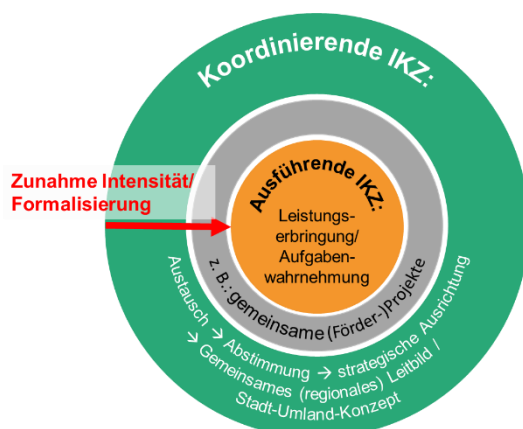 Koordinierende IKZ:
Zunahme Intensität/
Formalisierung
Ausführende IKZ:
Leistungs-
erbringung/
Aufgaben-
wahrnehmung
z. B.: gemeinsame (Förder-)Projekte
Austausch → Abstimmung → strategische Ausrichtung
→ Gemeinsames (regionales) Leitbild /
Stadt-Umland-Konzept